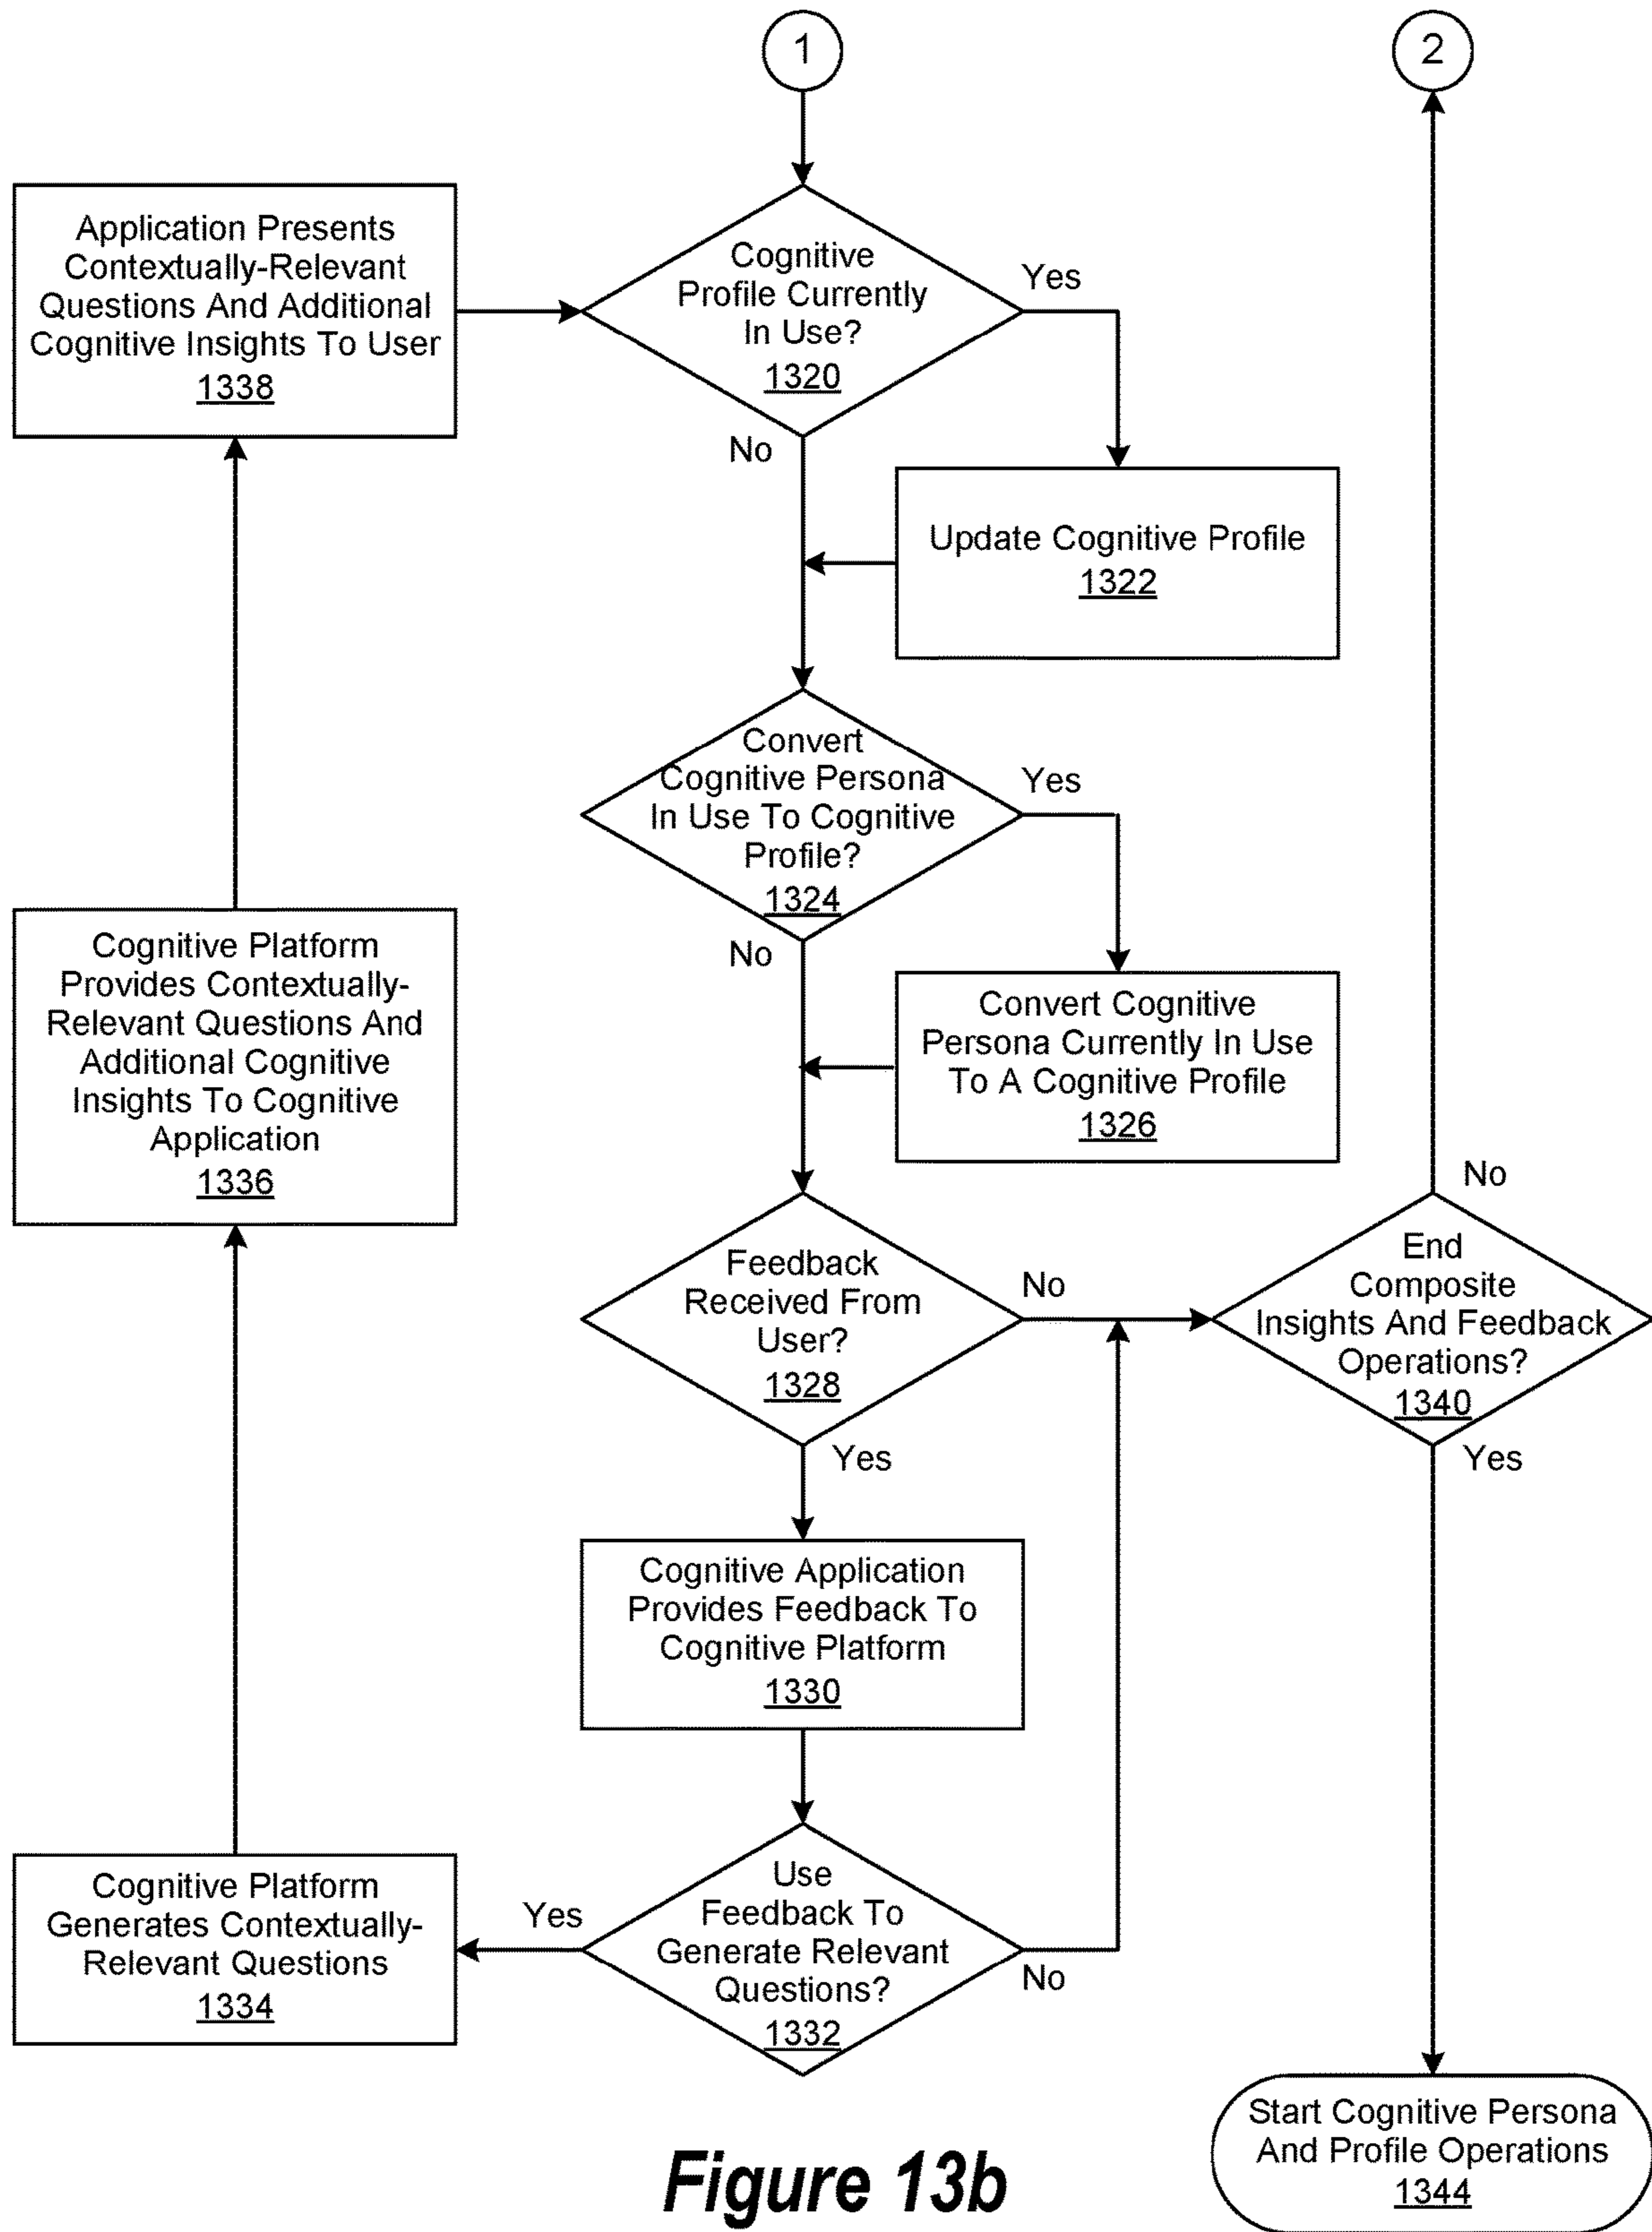 1
2
Application Presents
Contextually-Relevant
Questions And Additional
Cognitive Insights To User
1338
Cognitive
Profile Currently
In Use?
1320
Yes
No
Update Cognitive Profile
1322
Convert
Cognitive Persona
In Use To Cognitive
Profile?
1324
Yes
No
Cognitive Platform
Provides Contextually-
Relevant Questions And
Additional Cognitive
Insights To Cognitive
Application
1336
Convert Cognitive
Persona Currently In Use
To A Cognitive Profile
1326
Feedback
Received From
User?
1328
No
Yes
End
Composite
Insights And Feedback
Operations?
1340
No
Yes
Cognitive Application
Provides Feedback To
Cognitive Platform
1330
Cognitive Platform
Generates Contextually-
Relevant Questions
1334
Yes
Use
Feedback To
Generate Relevant
Questions?
1332
No
Start Cognitive Persona
And Profile Operations
1344
Figure 13b